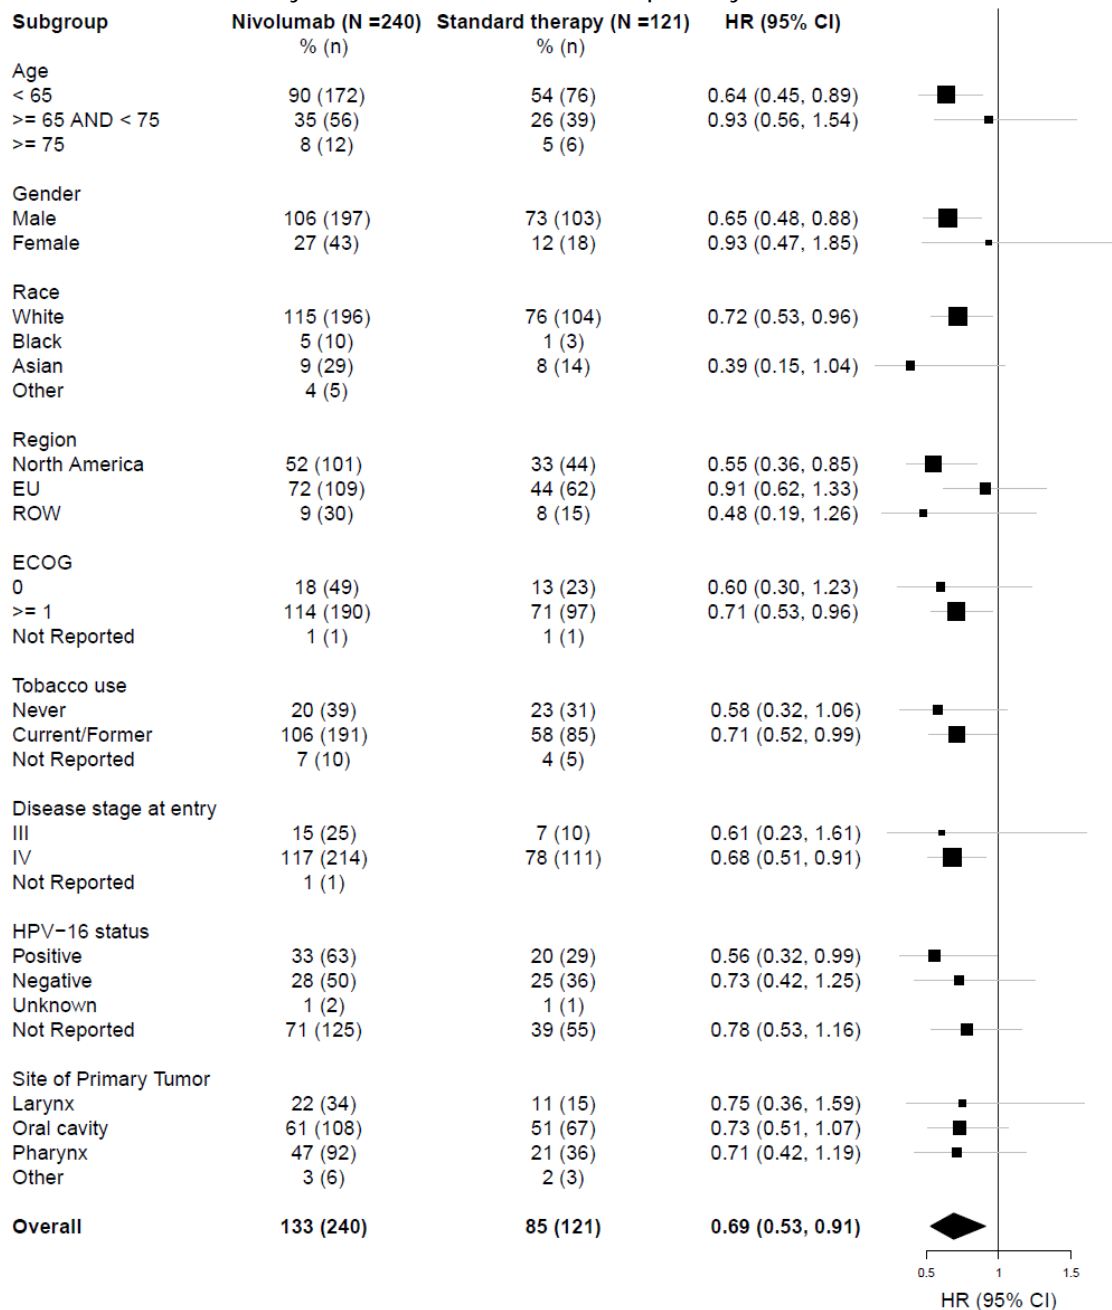 Subgroup Nivolumab (N =240) Standard therapy (N =121) HR (95% CI)
% (n) % (n)
Age
< 65 90 (172) 54 (76) 0.64 (0.45, 0.89)
>= 65 AND < 75 35 (56) 26 (39) 0.93 (0.56, 1.54)
>= 75 8 (12) 5 (6)
Gender
Male 106 (197) 73 (103) 0.65 (0.48, 0.88)
Female 27 (43) 12 (18) 0.93 (0.47, 1.85)
Race
White 115 (196) 76 (104) 0.72 (0.53, 0.96)
Black 5 (10) 1 (3)
Asian 9 (29) 8 (14) 0.39 (0.15, 1.04)
Other 4 (5)
Region
North America 52 (101) 33 (44) 0.55 (0.36, 0.85)
EU 72 (109) 44 (62) 0.91 (0.62, 1.33)
ROW 9 (30) 8 (15) 0.48 (0.19, 1.26)
ECOG
0 18 (49) 13 (23) 0.60 (0.30, 1.23)
>= 1 114 (190) 71 (97) 0.71 (0.53, 0.96)
Not Reported 1 (1) 1 (1)
Tobacco use
Never 20 (39) 23 (31) 0.58 (0.32, 1.06)
Current/Former 106 (191) 58 (85) 0.71 (0.52, 0.99)
Not Reported 7 (10) 4 (5)
Disease stage at entry
III 15 (25) 7 (10) 0.61 (0.23, 1.61)
IV 117 (214) 78 (111) 0.68 (0.51, 0.91)
Not Reported 1 (1)
HPV−16 status
Positive 33 (63) 20 (29) 0.56 (0.32, 0.99)
Negative 28 (50) 25 (36) 0.73 (0.42, 1.25)
Unknown 1 (2) 1 (1)
Not Reported 71 (125) 39 (55) 0.78 (0.53, 1.16)
Site of Primary Tumor
Larynx 22 (34) 11 (15) 0.75 (0.36, 1.59)
Oral cavity 61 (108) 51 (67) 0.73 (0.51, 1.07)
Pharynx 47 (92) 21 (36) 0.71 (0.42, 1.19)
Other 3 (6) 2 (3)
Overall 133 (240) 85 (121) 0.69 (0.53, 0.91)
0.5 1 1.5
HR (95% CI)